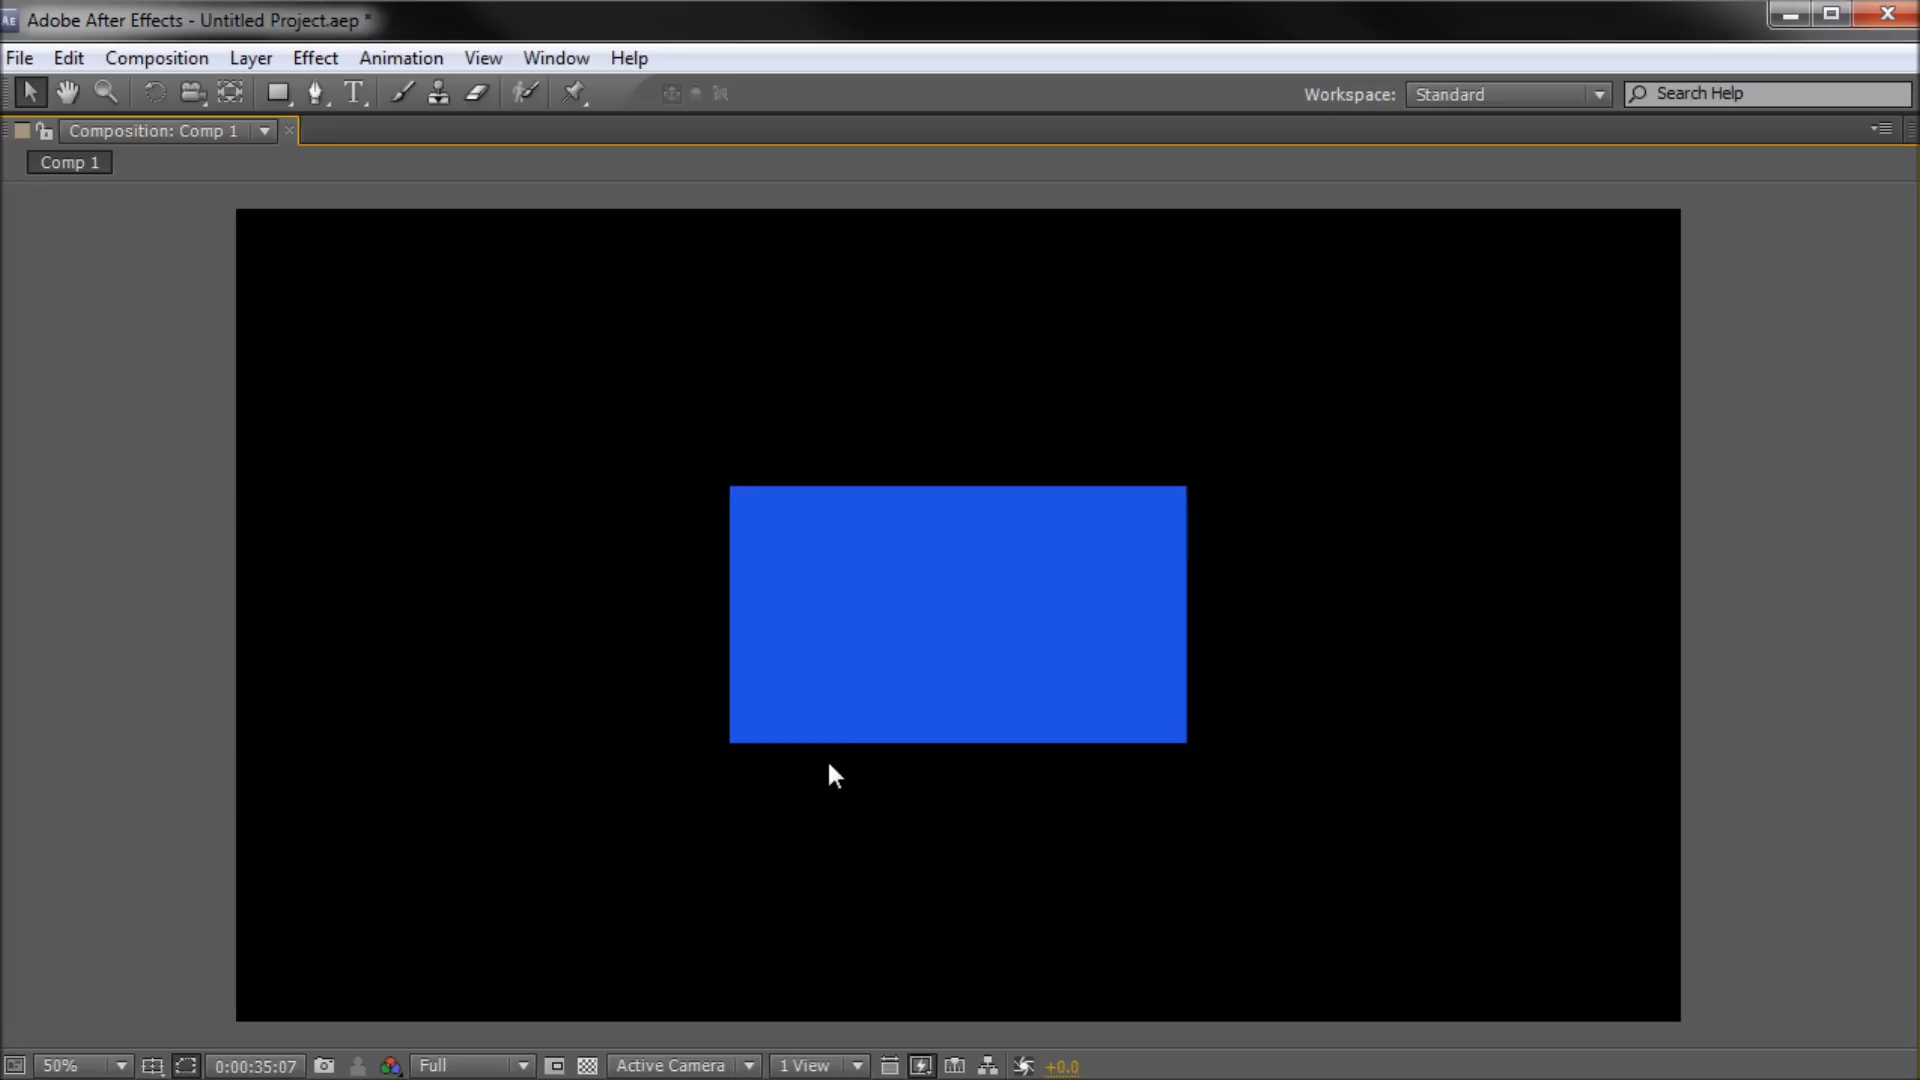 AE Adobe After Effects - Untitled Project.aep *
File Edit Composition Layer Effect Animation View Window Help
T Workspace: Standard Search Help
Composition: Comp 1
Comp 1
50% 0:00:35:07 Full Active Camera 1 View +0.0